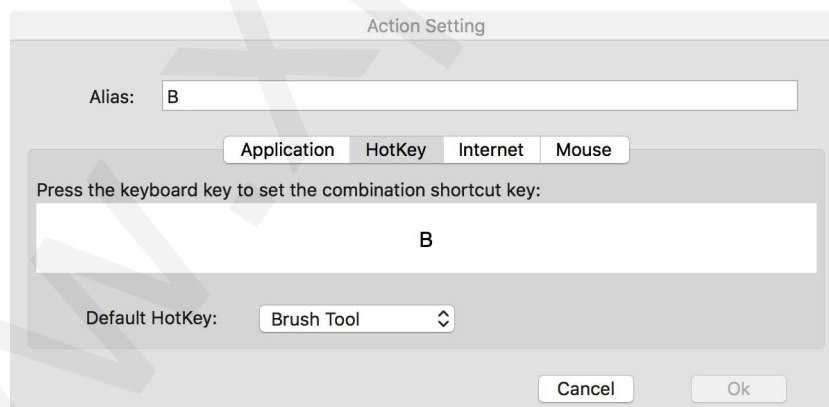 Action Setting
Alias: B
Application HotKey Internet Mouse
Press the keyboard key to set the combination shortcut key:
B
Default HotKey: Brush Tool
Cancel Ok